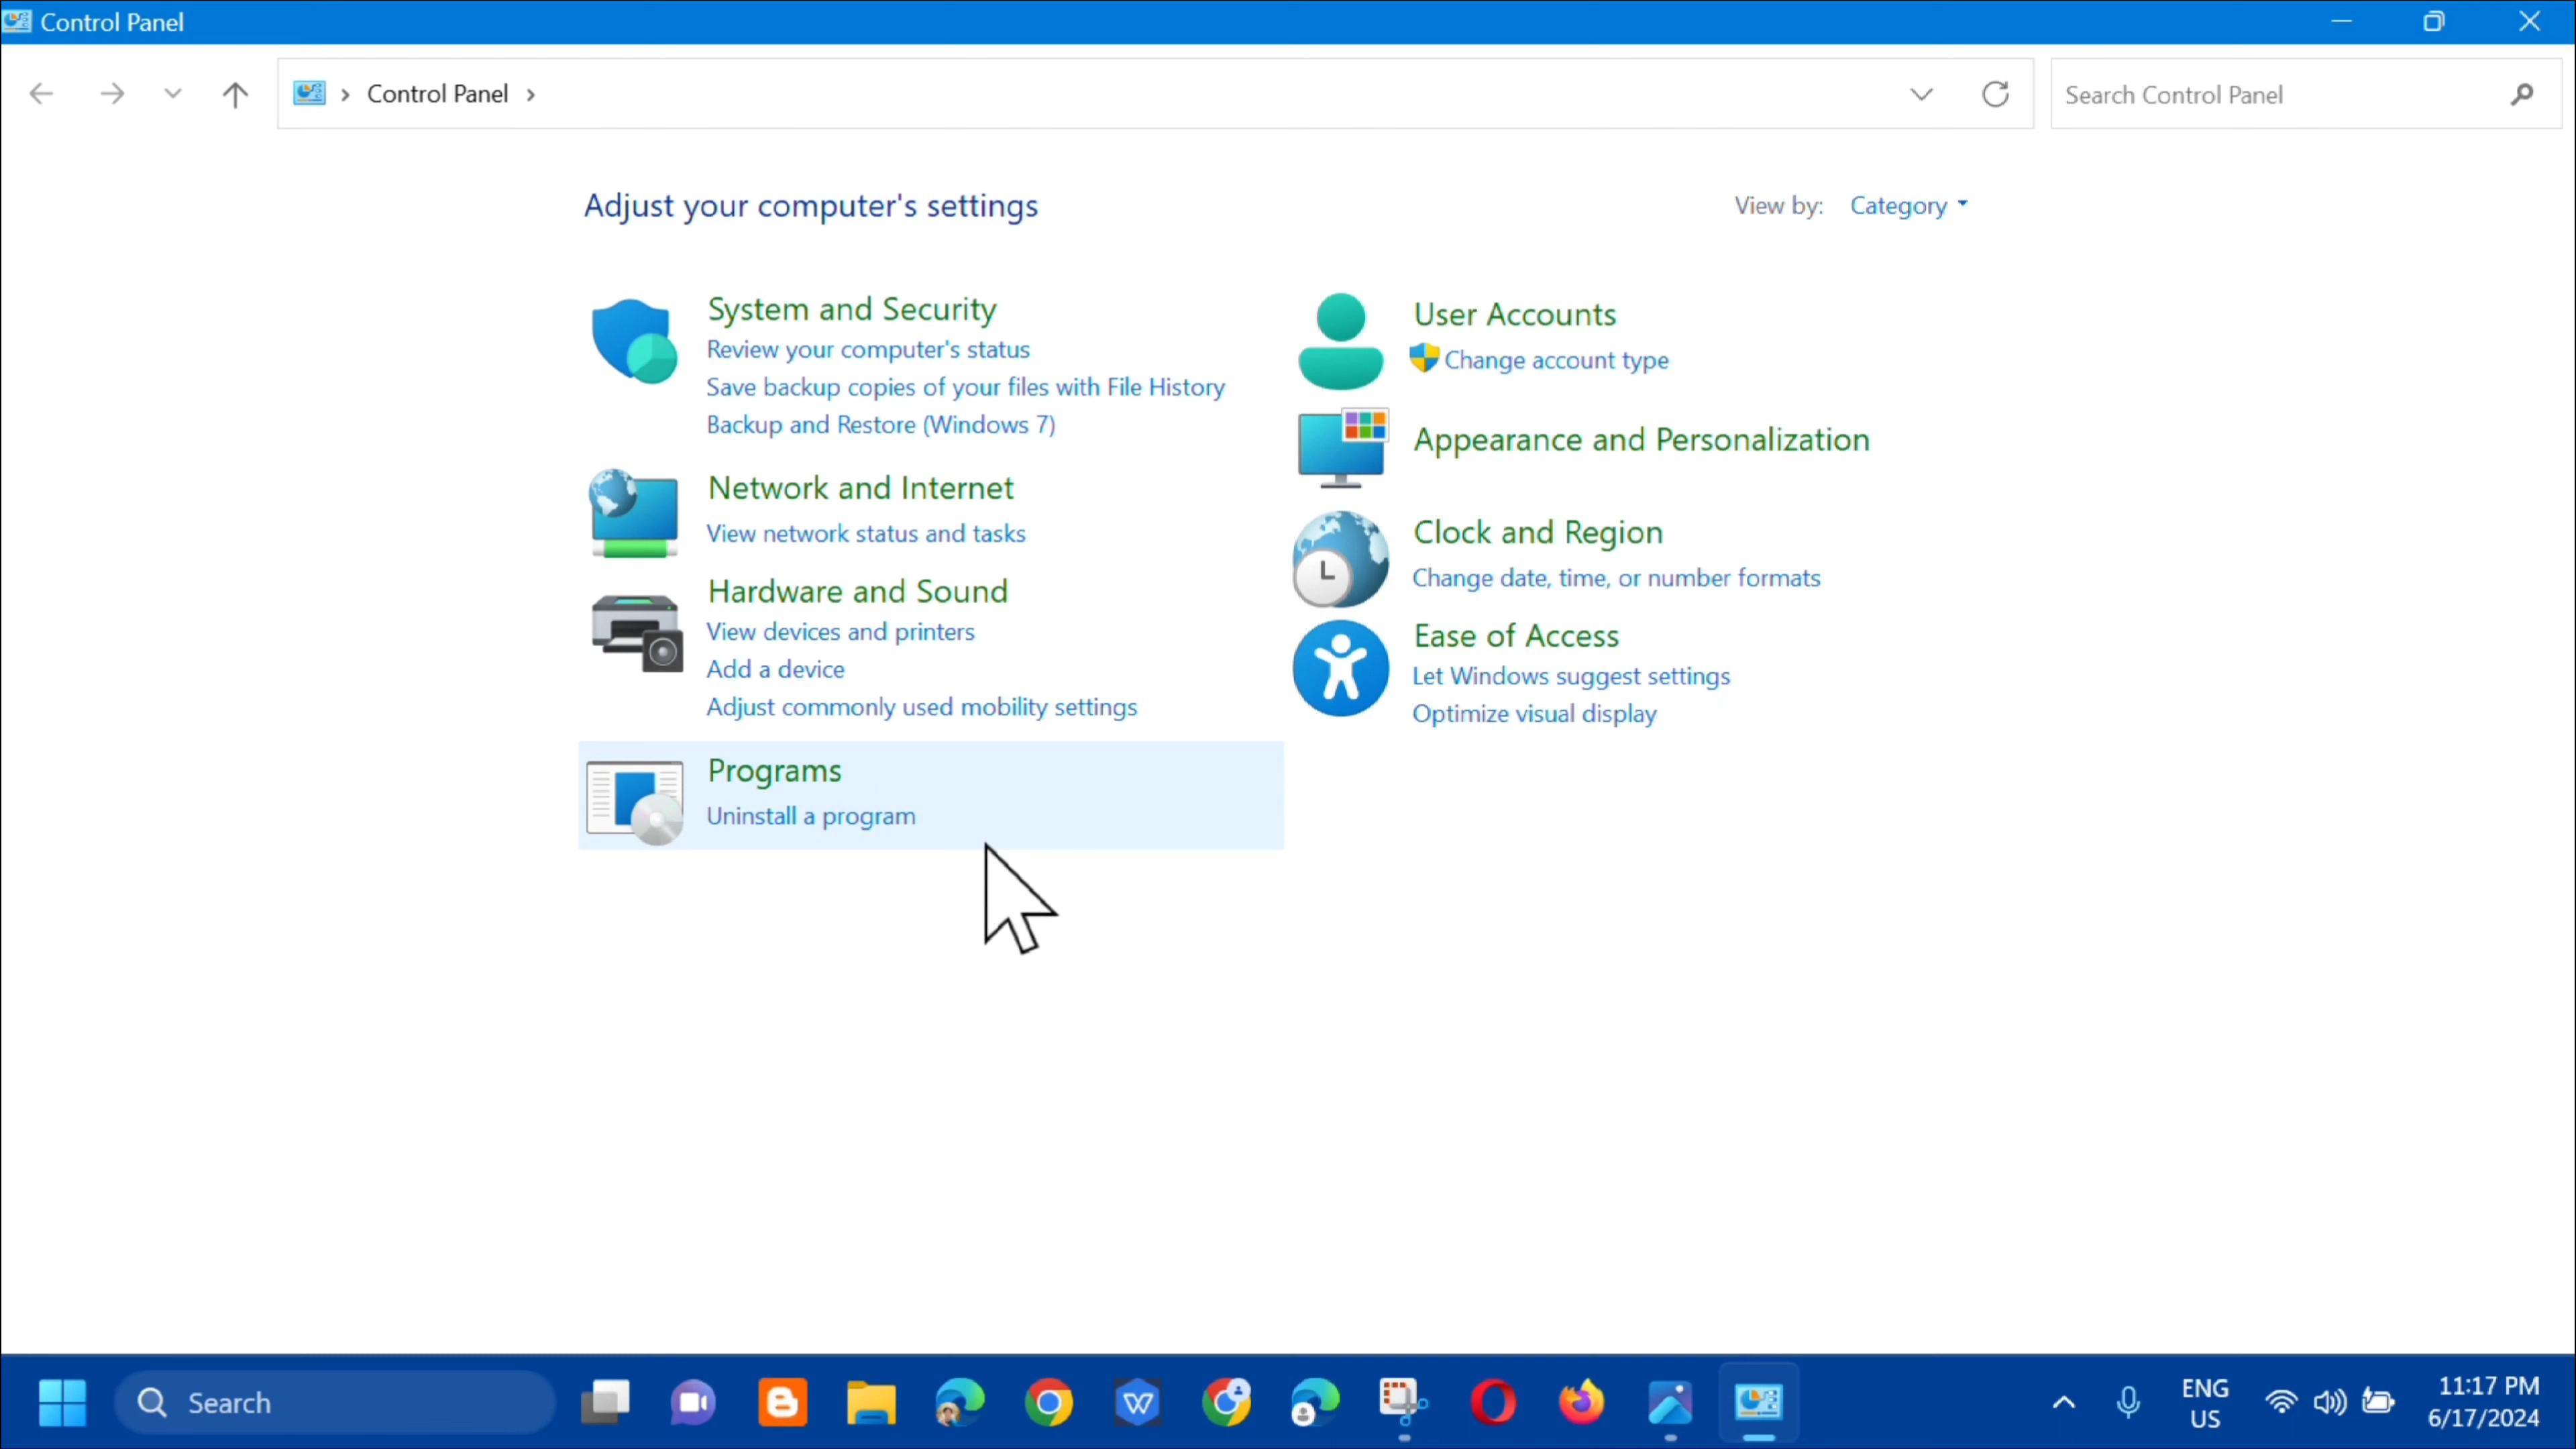 Control Panel
Control Panel
Search Control Panel
Adjust your computer's settings
View by: Category
System and Security
Review your computer's status
Save backup copies of your files with File History
Backup and Restore (Windows 7)
Network and Internet
View network status and tasks
Hardware and Sound
View devices and printers
Add a device
Adjust commonly used mobility settings
Programs
Uninstall a program
User Accounts
Change account type
Appearance and Personalization
Clock and Region
Change date, time, or number formats
Ease of Access
Let Windows suggest settings
Optimize visual display
Search
ENG
US
11:17 PM
6/17/2024